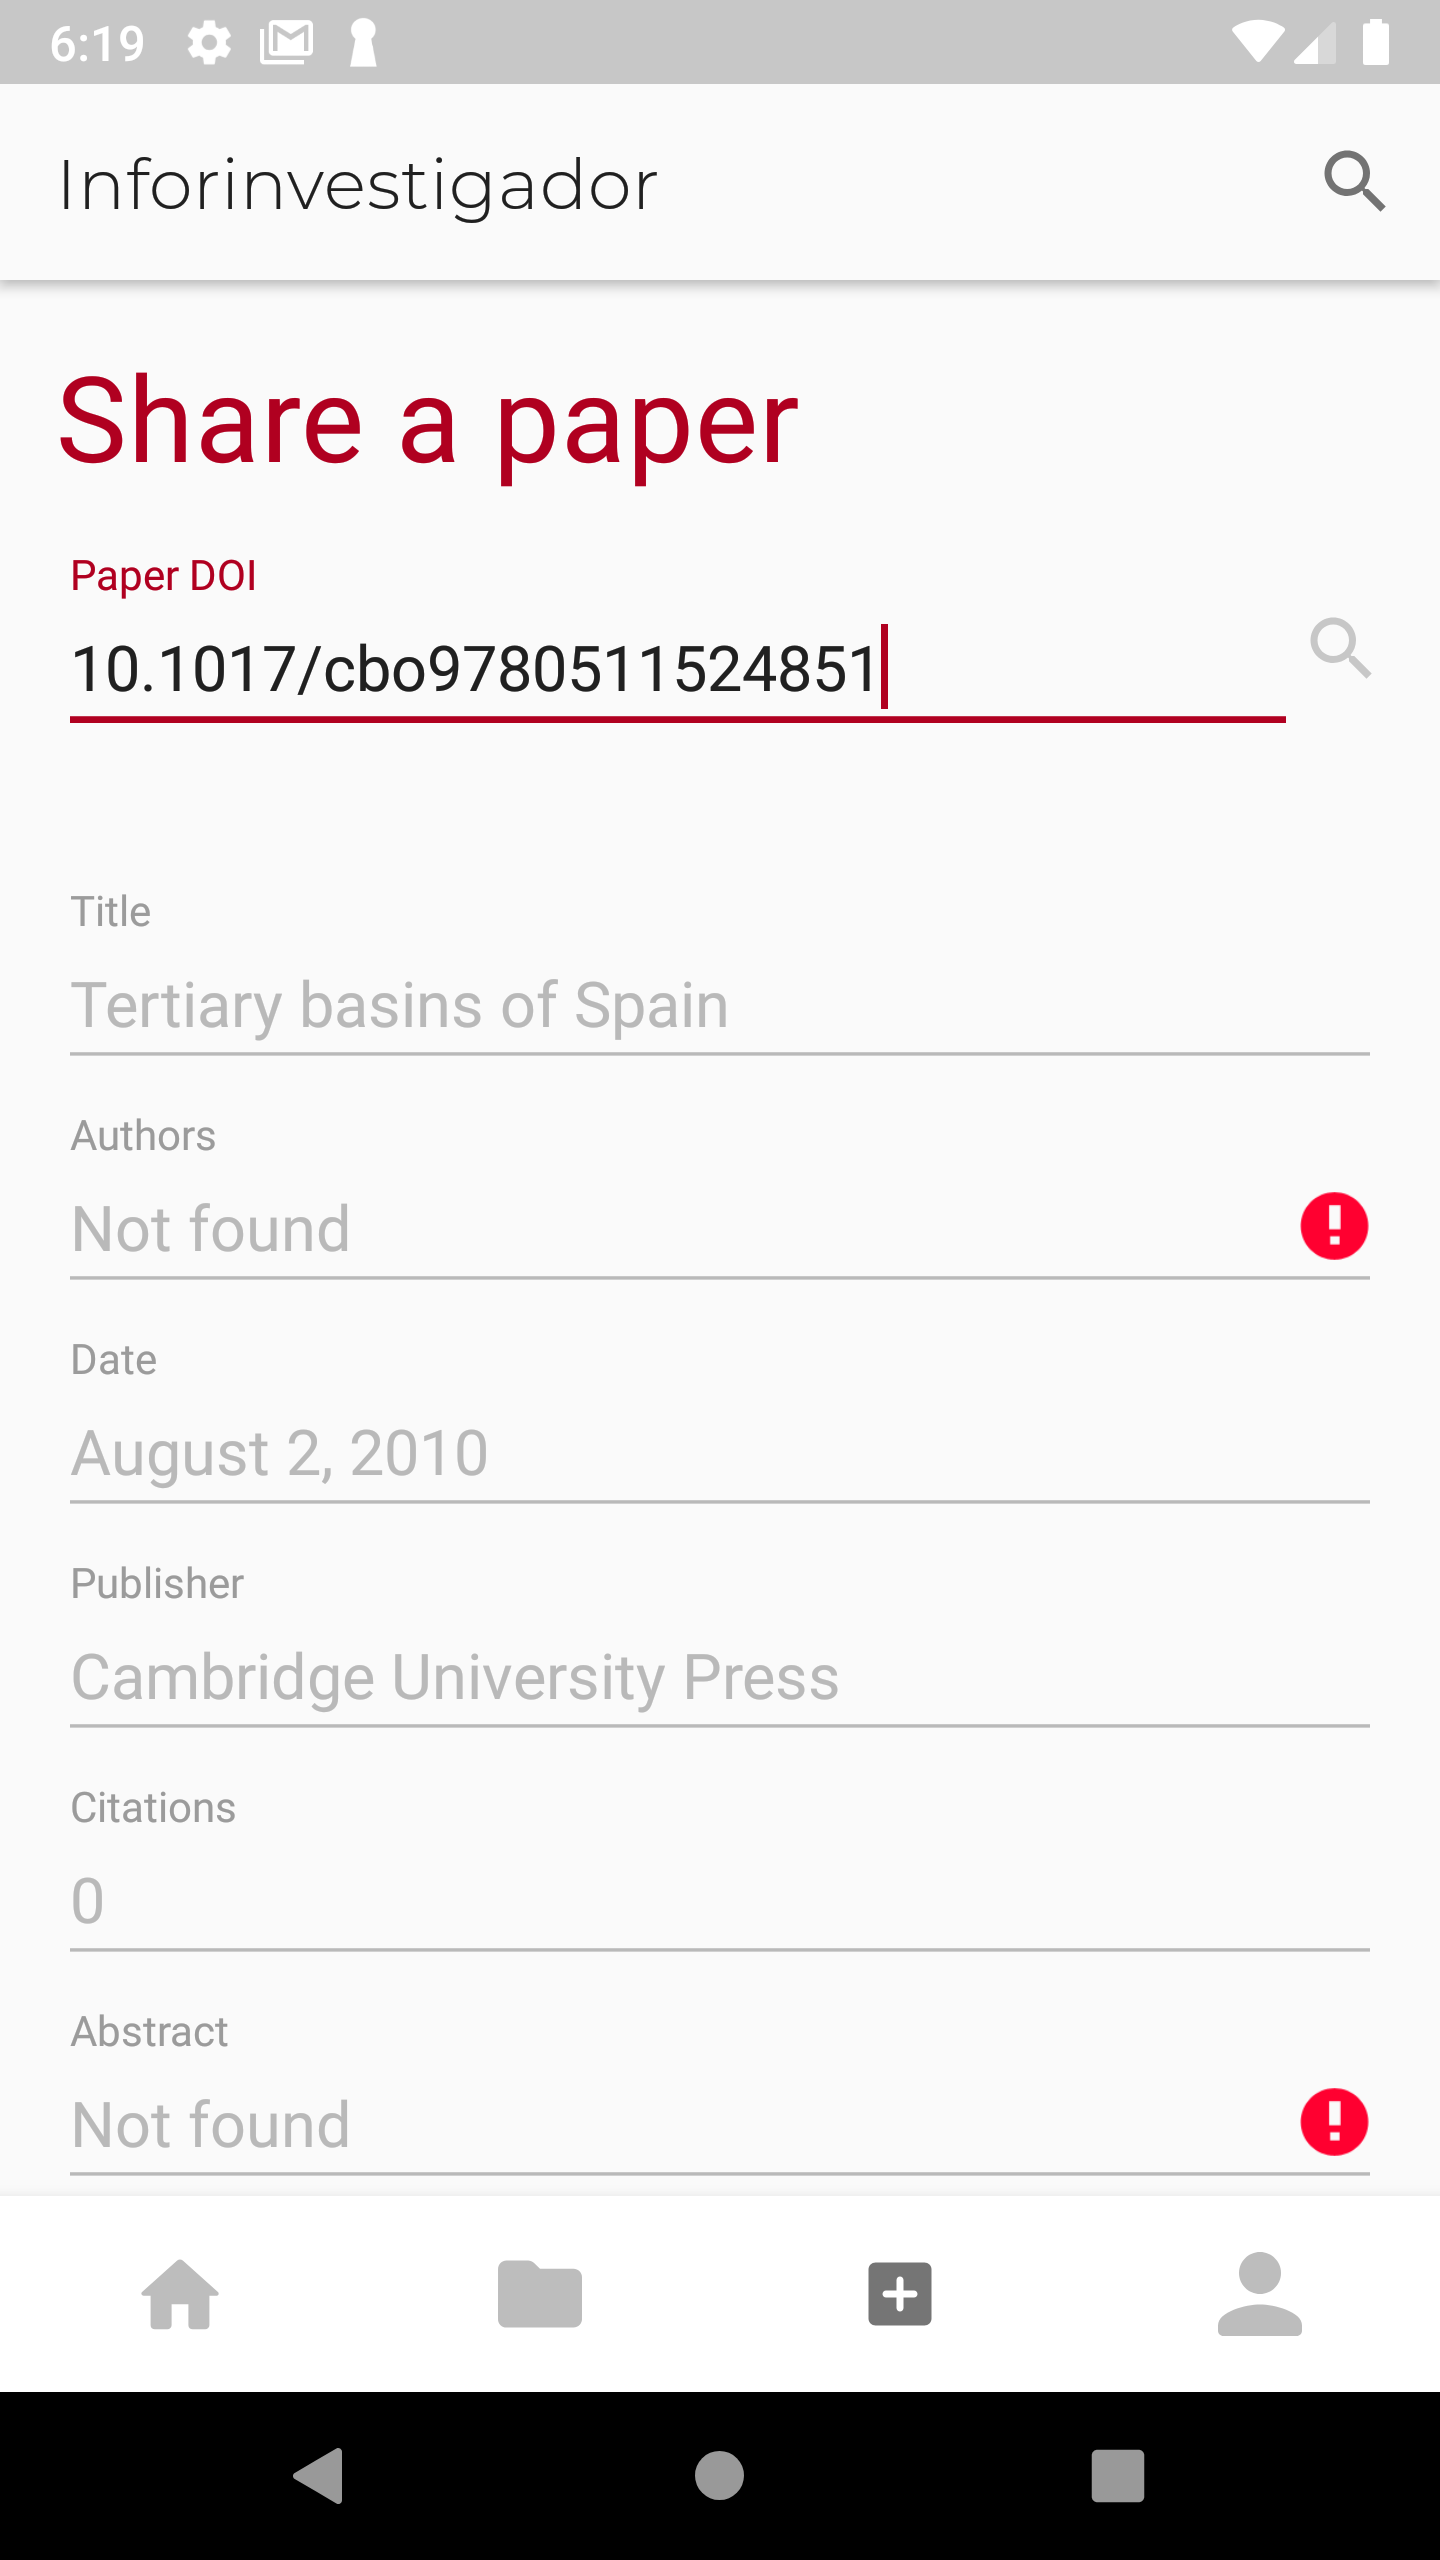 6:19
Inforinvestigador
Share a paper
Paper DOI
10.1017/cbo9780511524851
Title
Tertiary basins of Spain
Authors
Not found
Date
August 2, 2010
Publisher
Cambridge University Press
Citations
0
Abstract
Not found